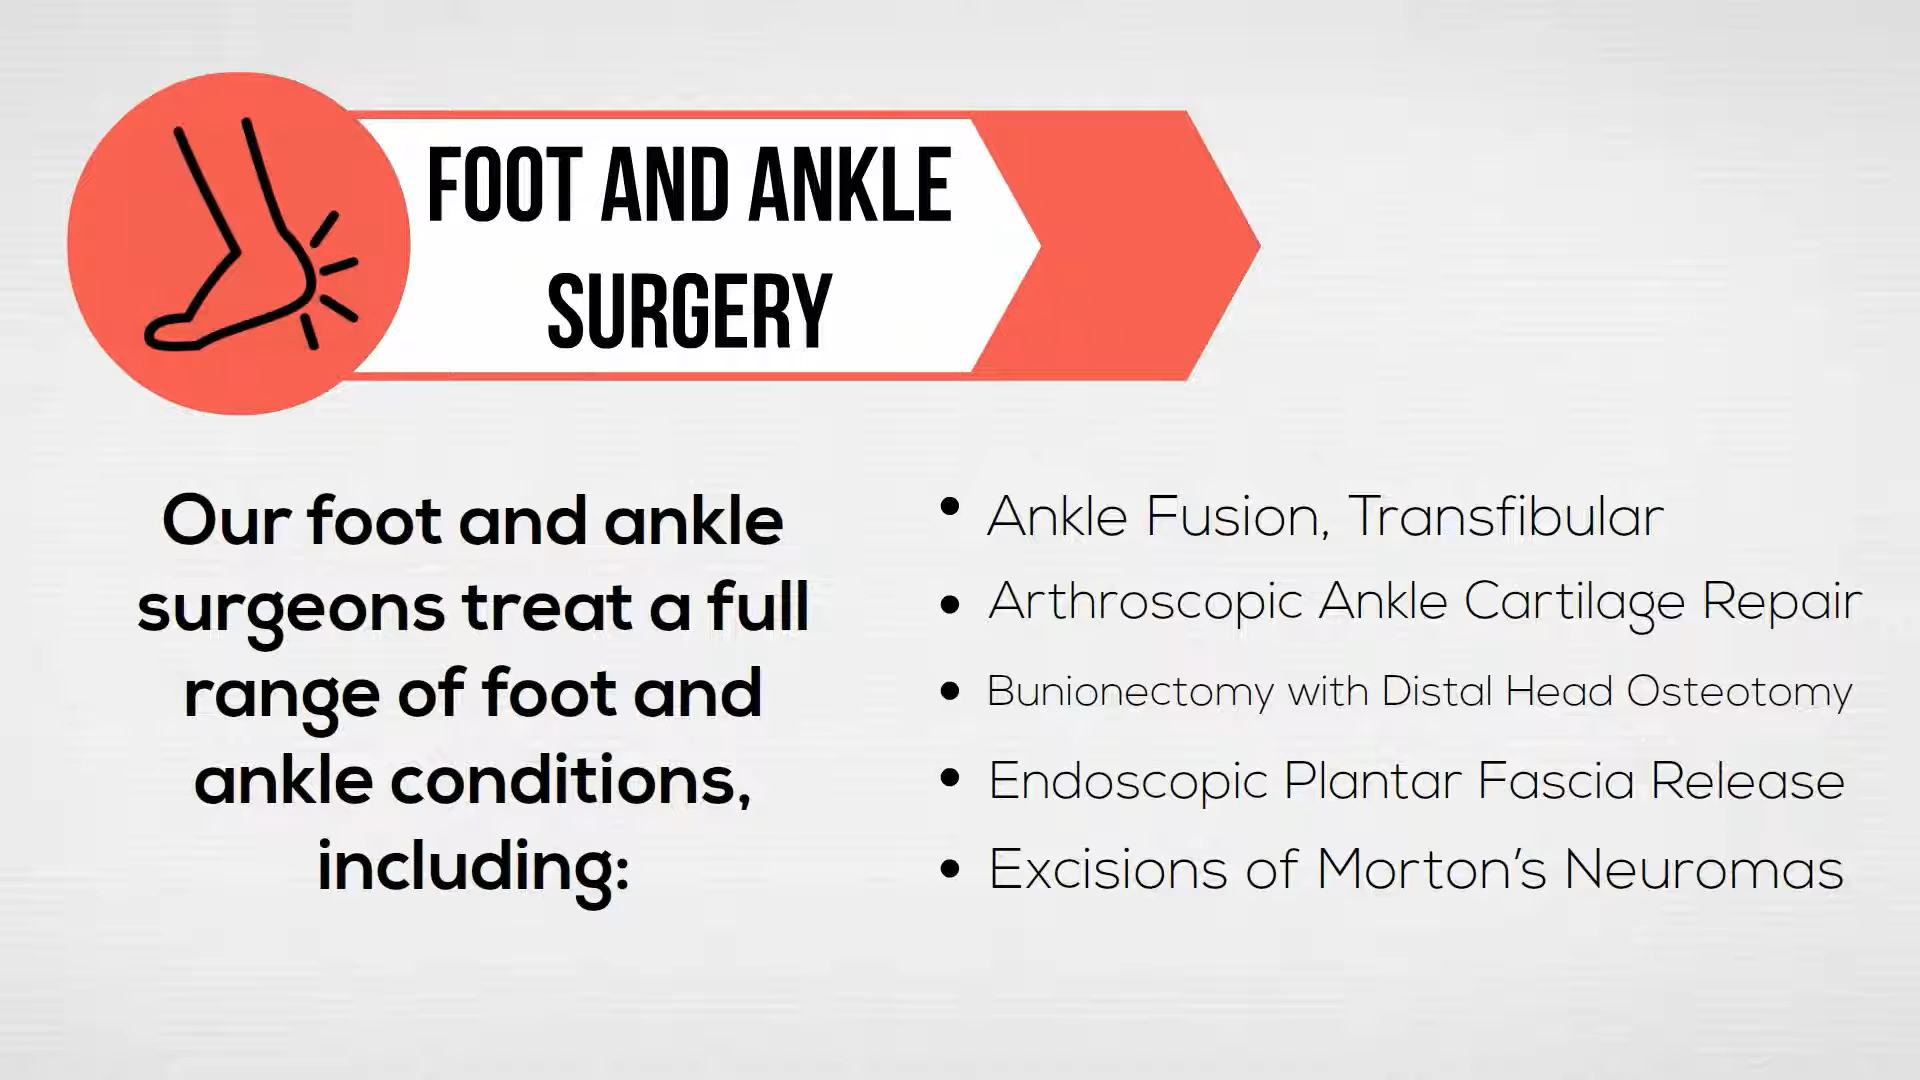 FOOT AND ANKLE
SURGERY
Our foot and ankle
surgeons treat a full
range of foot and
ankle conditions,
including:
• Ankle Fusion, Transfibular
• Arthroscopic Ankle Cartilage Repair
• Bunionectomy with Distal Head Osteotomy
• Endoscopic Plantar Fascia Release
• Excisions of Morton’s Neuromas